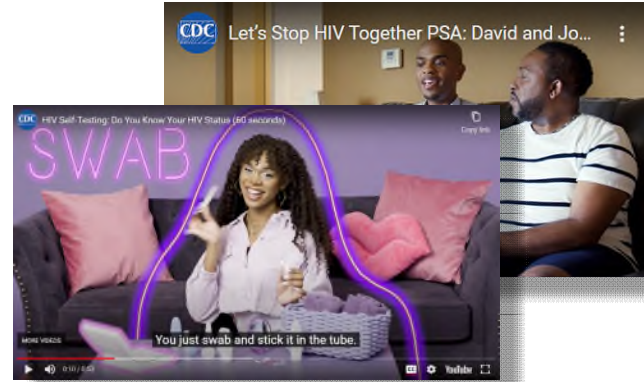 CDC Let's Stop HIV Together PSA: David and Jo...
CDC HIV Self-Testing: Do You Know Your HIV Status (60 seconds)
Copy link
SWAB
You just swab and stick it in the tube.
MORE VIDEOS
CC YouTube